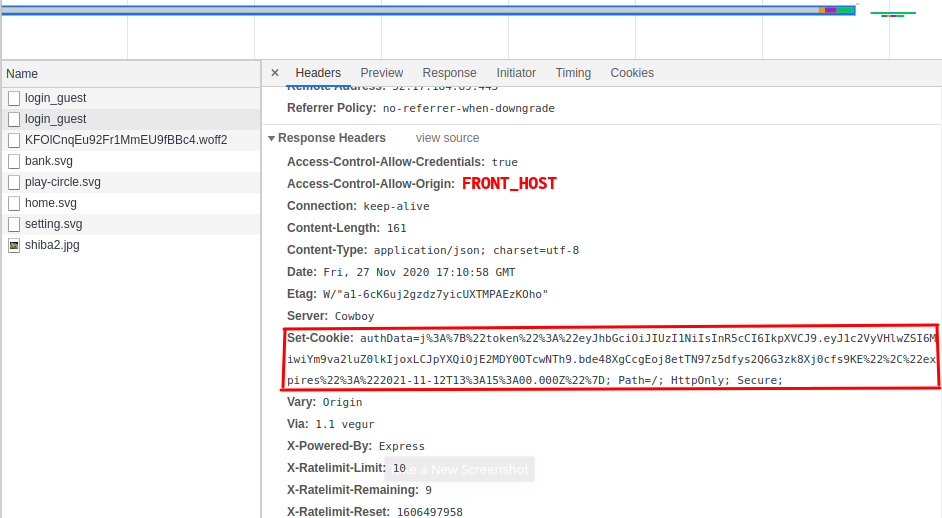 Name
login_guest
login_guest
KFOlCnqEu92Fr1MmEU9fBBc4.woff2
bank.svg
play-circle.svg
home.svg
setting.svg
shiba2.jpg
× Headers Preview Response Initiator Timing Cookies
Referrer Policy: no-referrer-when-downgrade
Response Headers view source
Access-Control-Allow-Credentials: true
Access-Control-Allow-Origin: FRONT_HOST
Connection: keep-alive
Content-Length: 161
Content-Type: application/json; charset=utf-8
Date: Fri, 27 Nov 2020 17:10:58 GMT
Etag: W/"a1-6cK6uj2gzdz7yicUXTMPAEzKOho"
Server: Cowboy
Set-Cookie: authData=j%3A%7B%22token%22%3A%22eyJhbGciOiJIUzI1NiIsInR5cCI6IkpXVCJ9.eyJ1c2VyVHlwZSI6M
iwiYm9va2luZ0lkIjoxLCJpYXQiOjE2MDY0OTcwNTh9.bde48XgCcgEoj8etTN97z5dfys2Q6G3zk8Xj0cfs9KE%22%2C%22ex
pires%22%3A%222021-11-12T13%3A15%3A00.000Z%22%7D; Path=/; HttpOnly; Secure;
Vary: Origin
Via: 1.1 vegur
X-Powered-By: Express
X-Ratelimit-Limit: 10
a New Screenshot
X-Ratelimit-Remaining: 9
X-Ratelimit-Reset: 1606497958